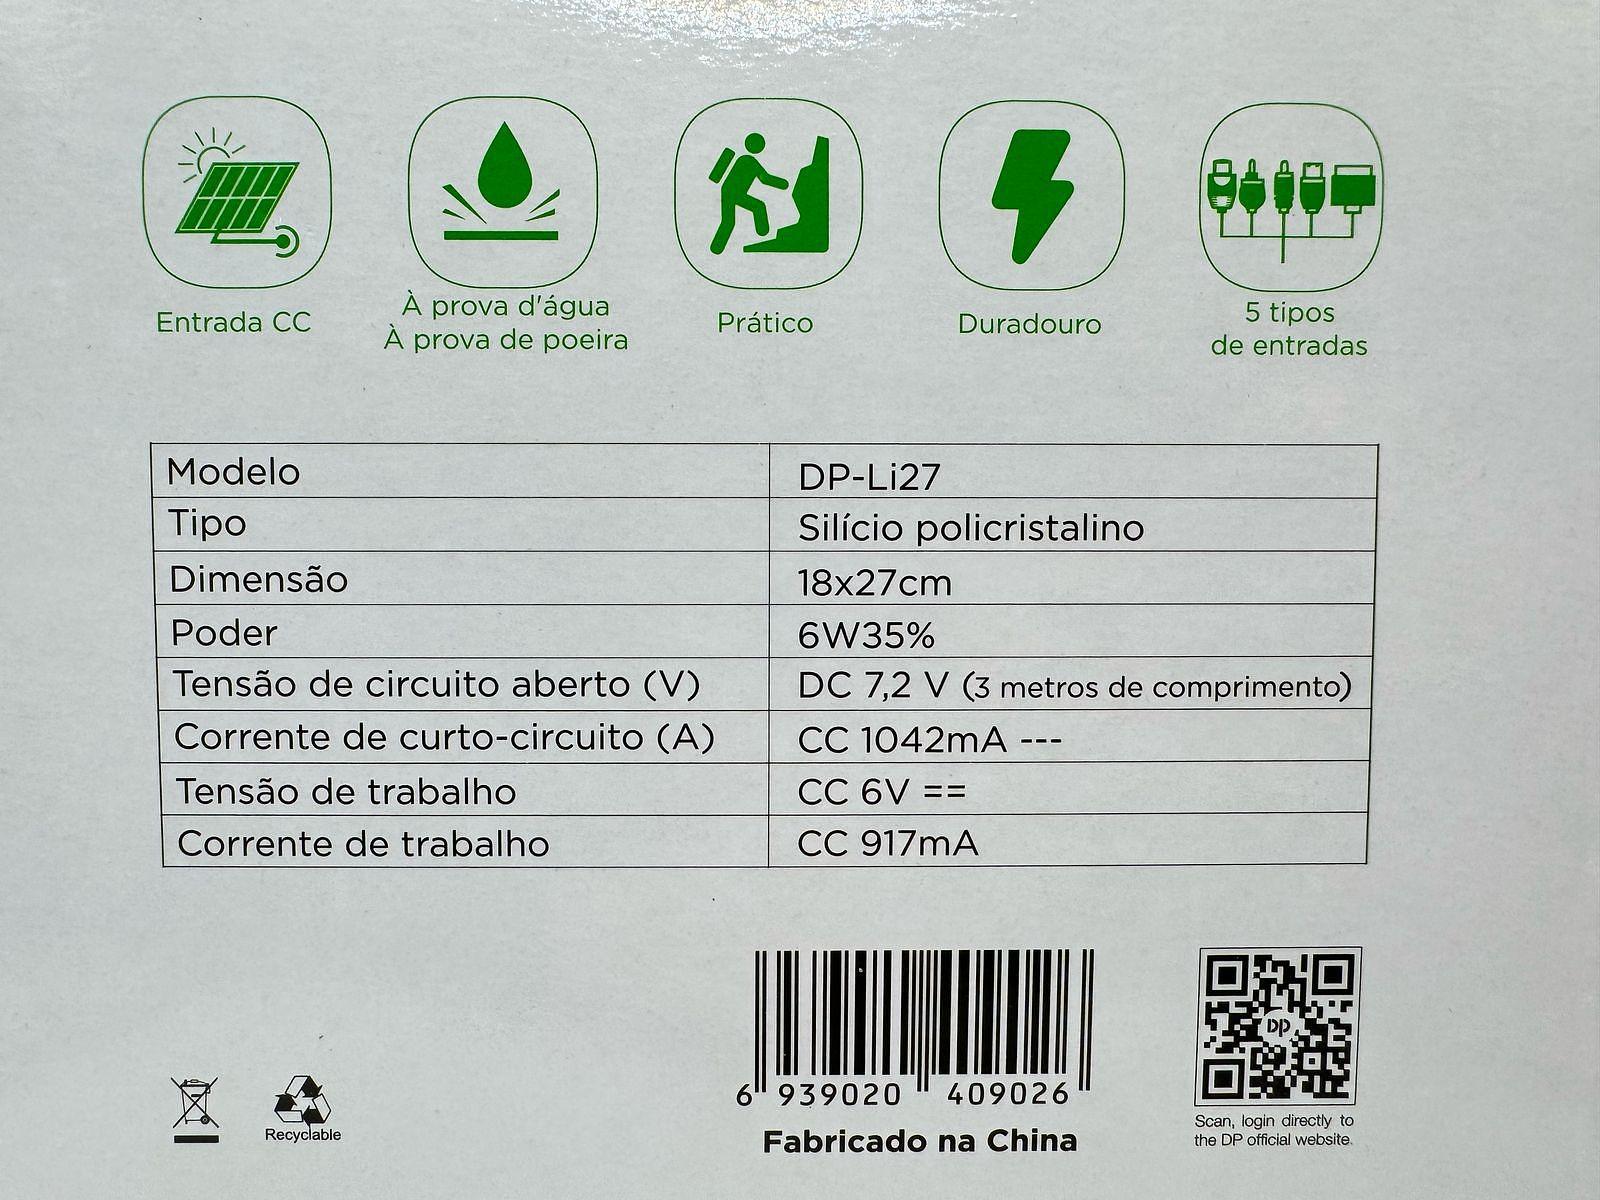 Entrada CC
À prova d'água
À prova de poeira
Prático
Duradouro
5 tipos
de entradas
Modelo DP-Li27
Tipo Silício policristalino
Dimensão 18x27cm
Poder 6W35%
Tensão de circuito aberto (V) DC 7,2 V (3 metros de comprimento)
Corrente de curto-circuito (A) CC 1042mA ---
Tensão de trabalho CC 6V ==
Corrente de trabalho CC 917mA
Recyclable
6 939020 409026
Fabricado na China
DP
Scan, login directly to
the DP official website.